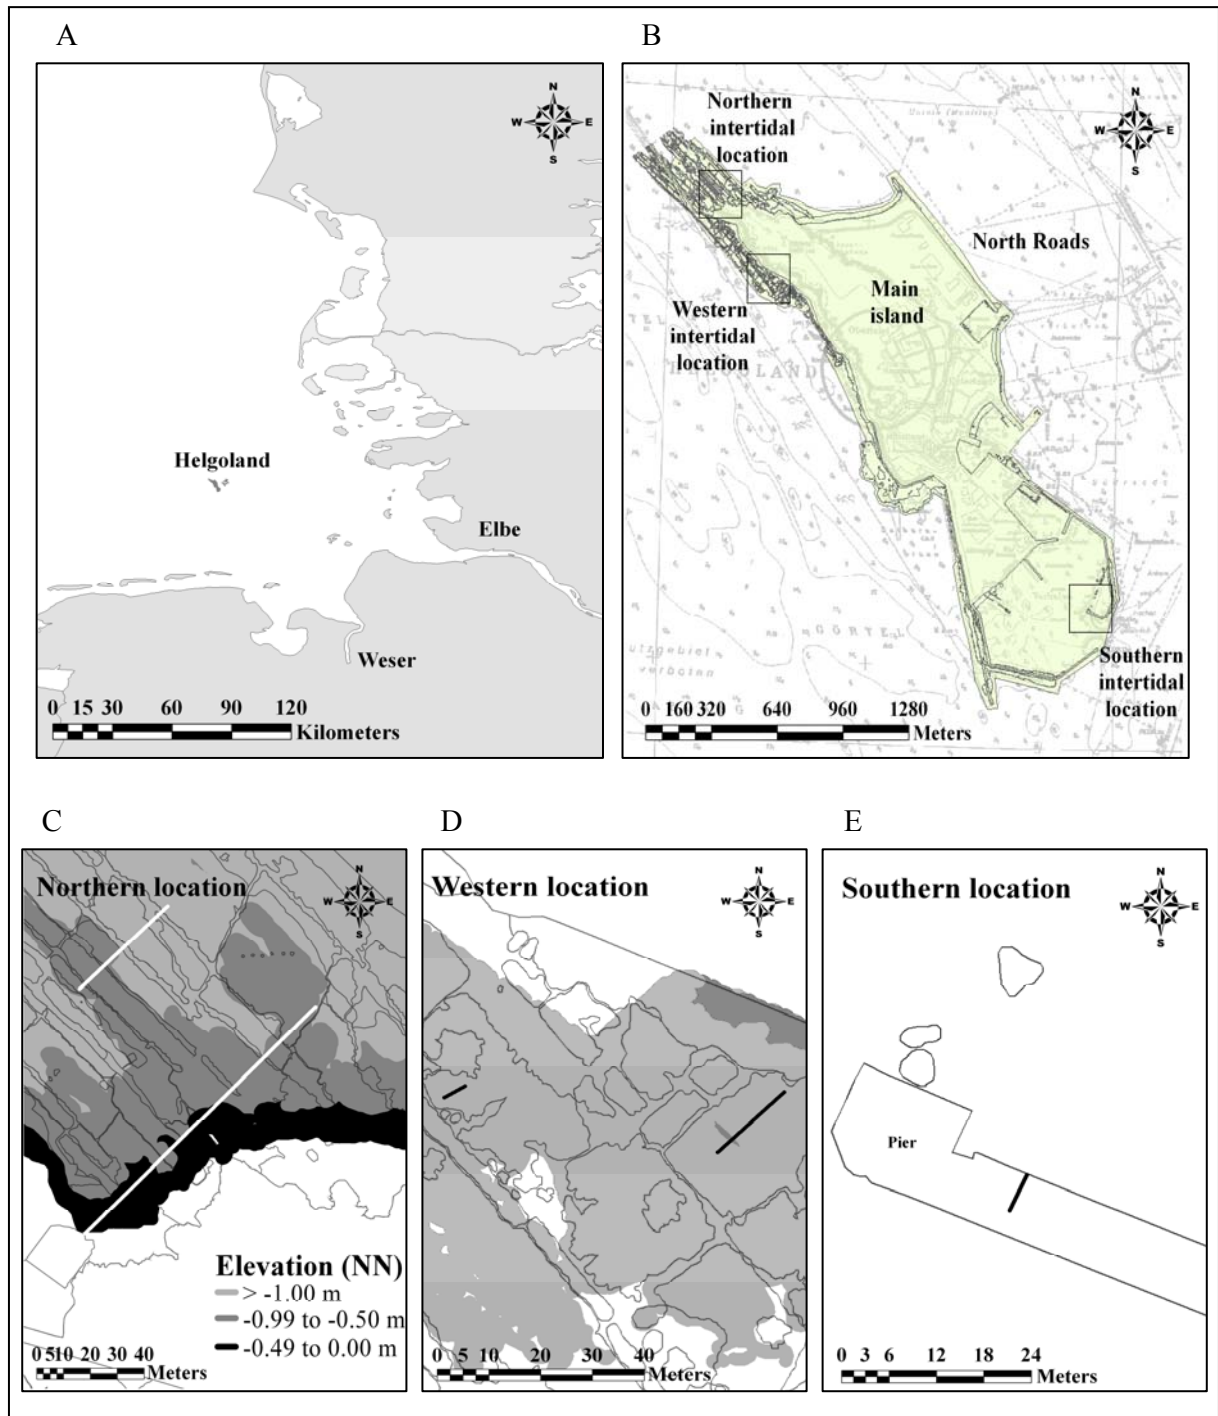 A
N
W E
S
Helgoland
Elbe
Weser
0 15 30 60 90 120
Kilometers
B
Northern
intertidal
location
N
W E
S
North Roads
Main
island
Western
intertidal
location
GÖRTEL
Southern
intertidal
location
0 160 320 640 960 1280
Meters
C
Northern location
N
W E
S
Elevation (NN)
> -1.00 m
-0.99 to -0.50 m
-0.49 to 0.00 m
0 5 10 20 30 40
Meters
D
Western location
N
W E
S
0 5 10 20 30 40
Meters
E
Southern location
N
W E
S
Pier
0 3 6 12 18 24
Meters